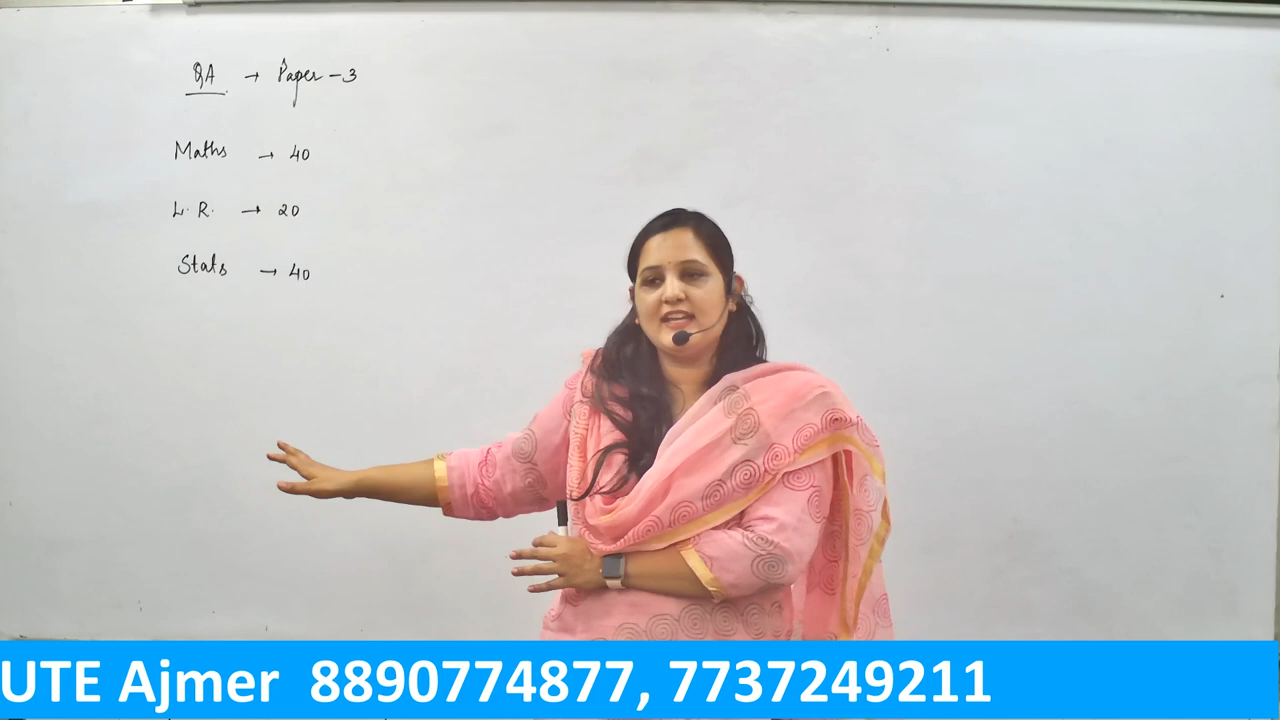 QA → Paper - 3
Maths → 40
L.R. → 20
Stats → 40
UTE Ajmer 8890774877, 7737249211